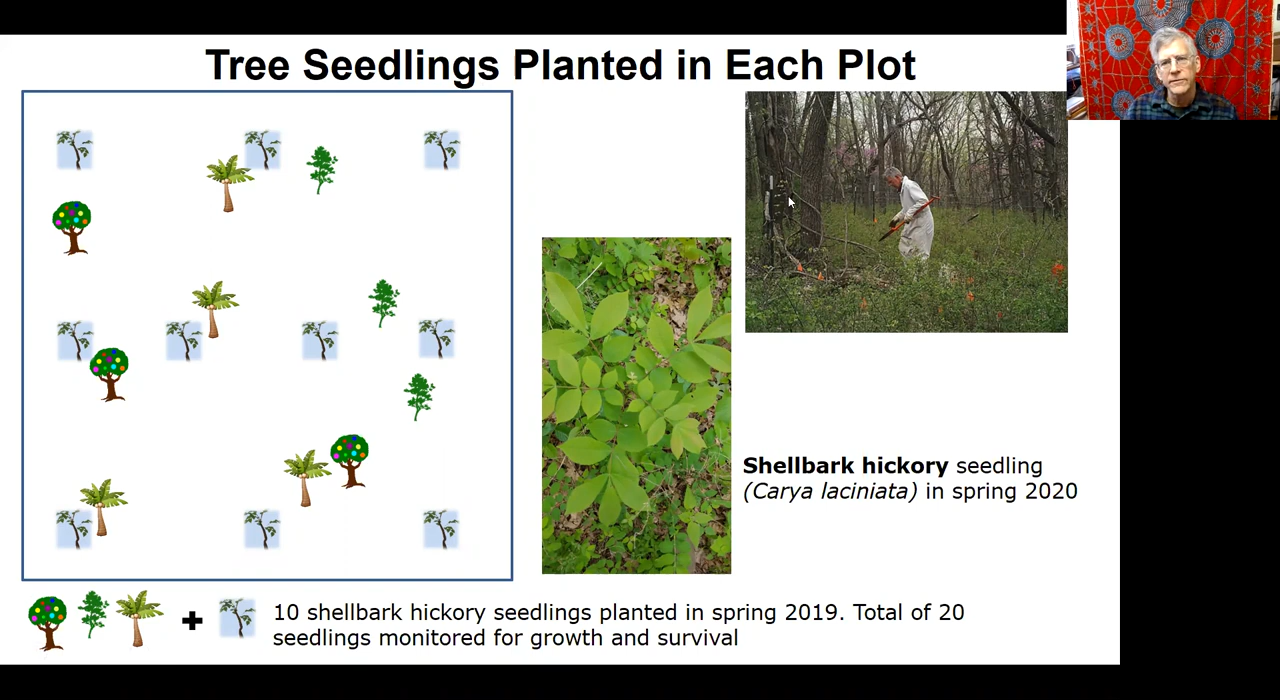 Tree Seedlings Planted in Each Plot
Shellbark hickory seedling
(Carya laciniata) in spring 2020
10 shellbark hickory seedlings planted in spring 2019. Total of 20
seedlings monitored for growth and survival